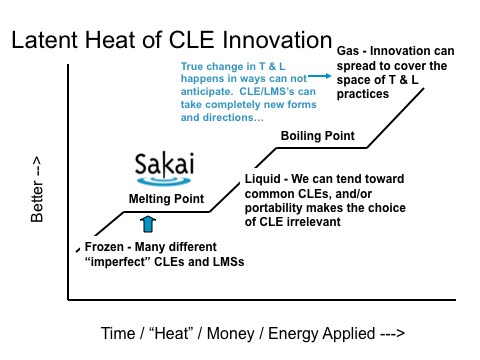 Latent Heat of CLE Innovation
Gas - Innovation can
spread to cover the
space of T & L
practices
True change in T & L
happens in ways can not
anticipate. CLE/LMS's can
take completely new forms
and directions…
Boiling Point
Sakai
Melting Point
Liquid - We can tend toward
common CLEs, and/or
portability makes the choice
of CLE irrelevant
Frozen - Many different
“imperfect” CLEs and LMSs
Better -->
Time / “Heat” / Money / Energy Applied --->